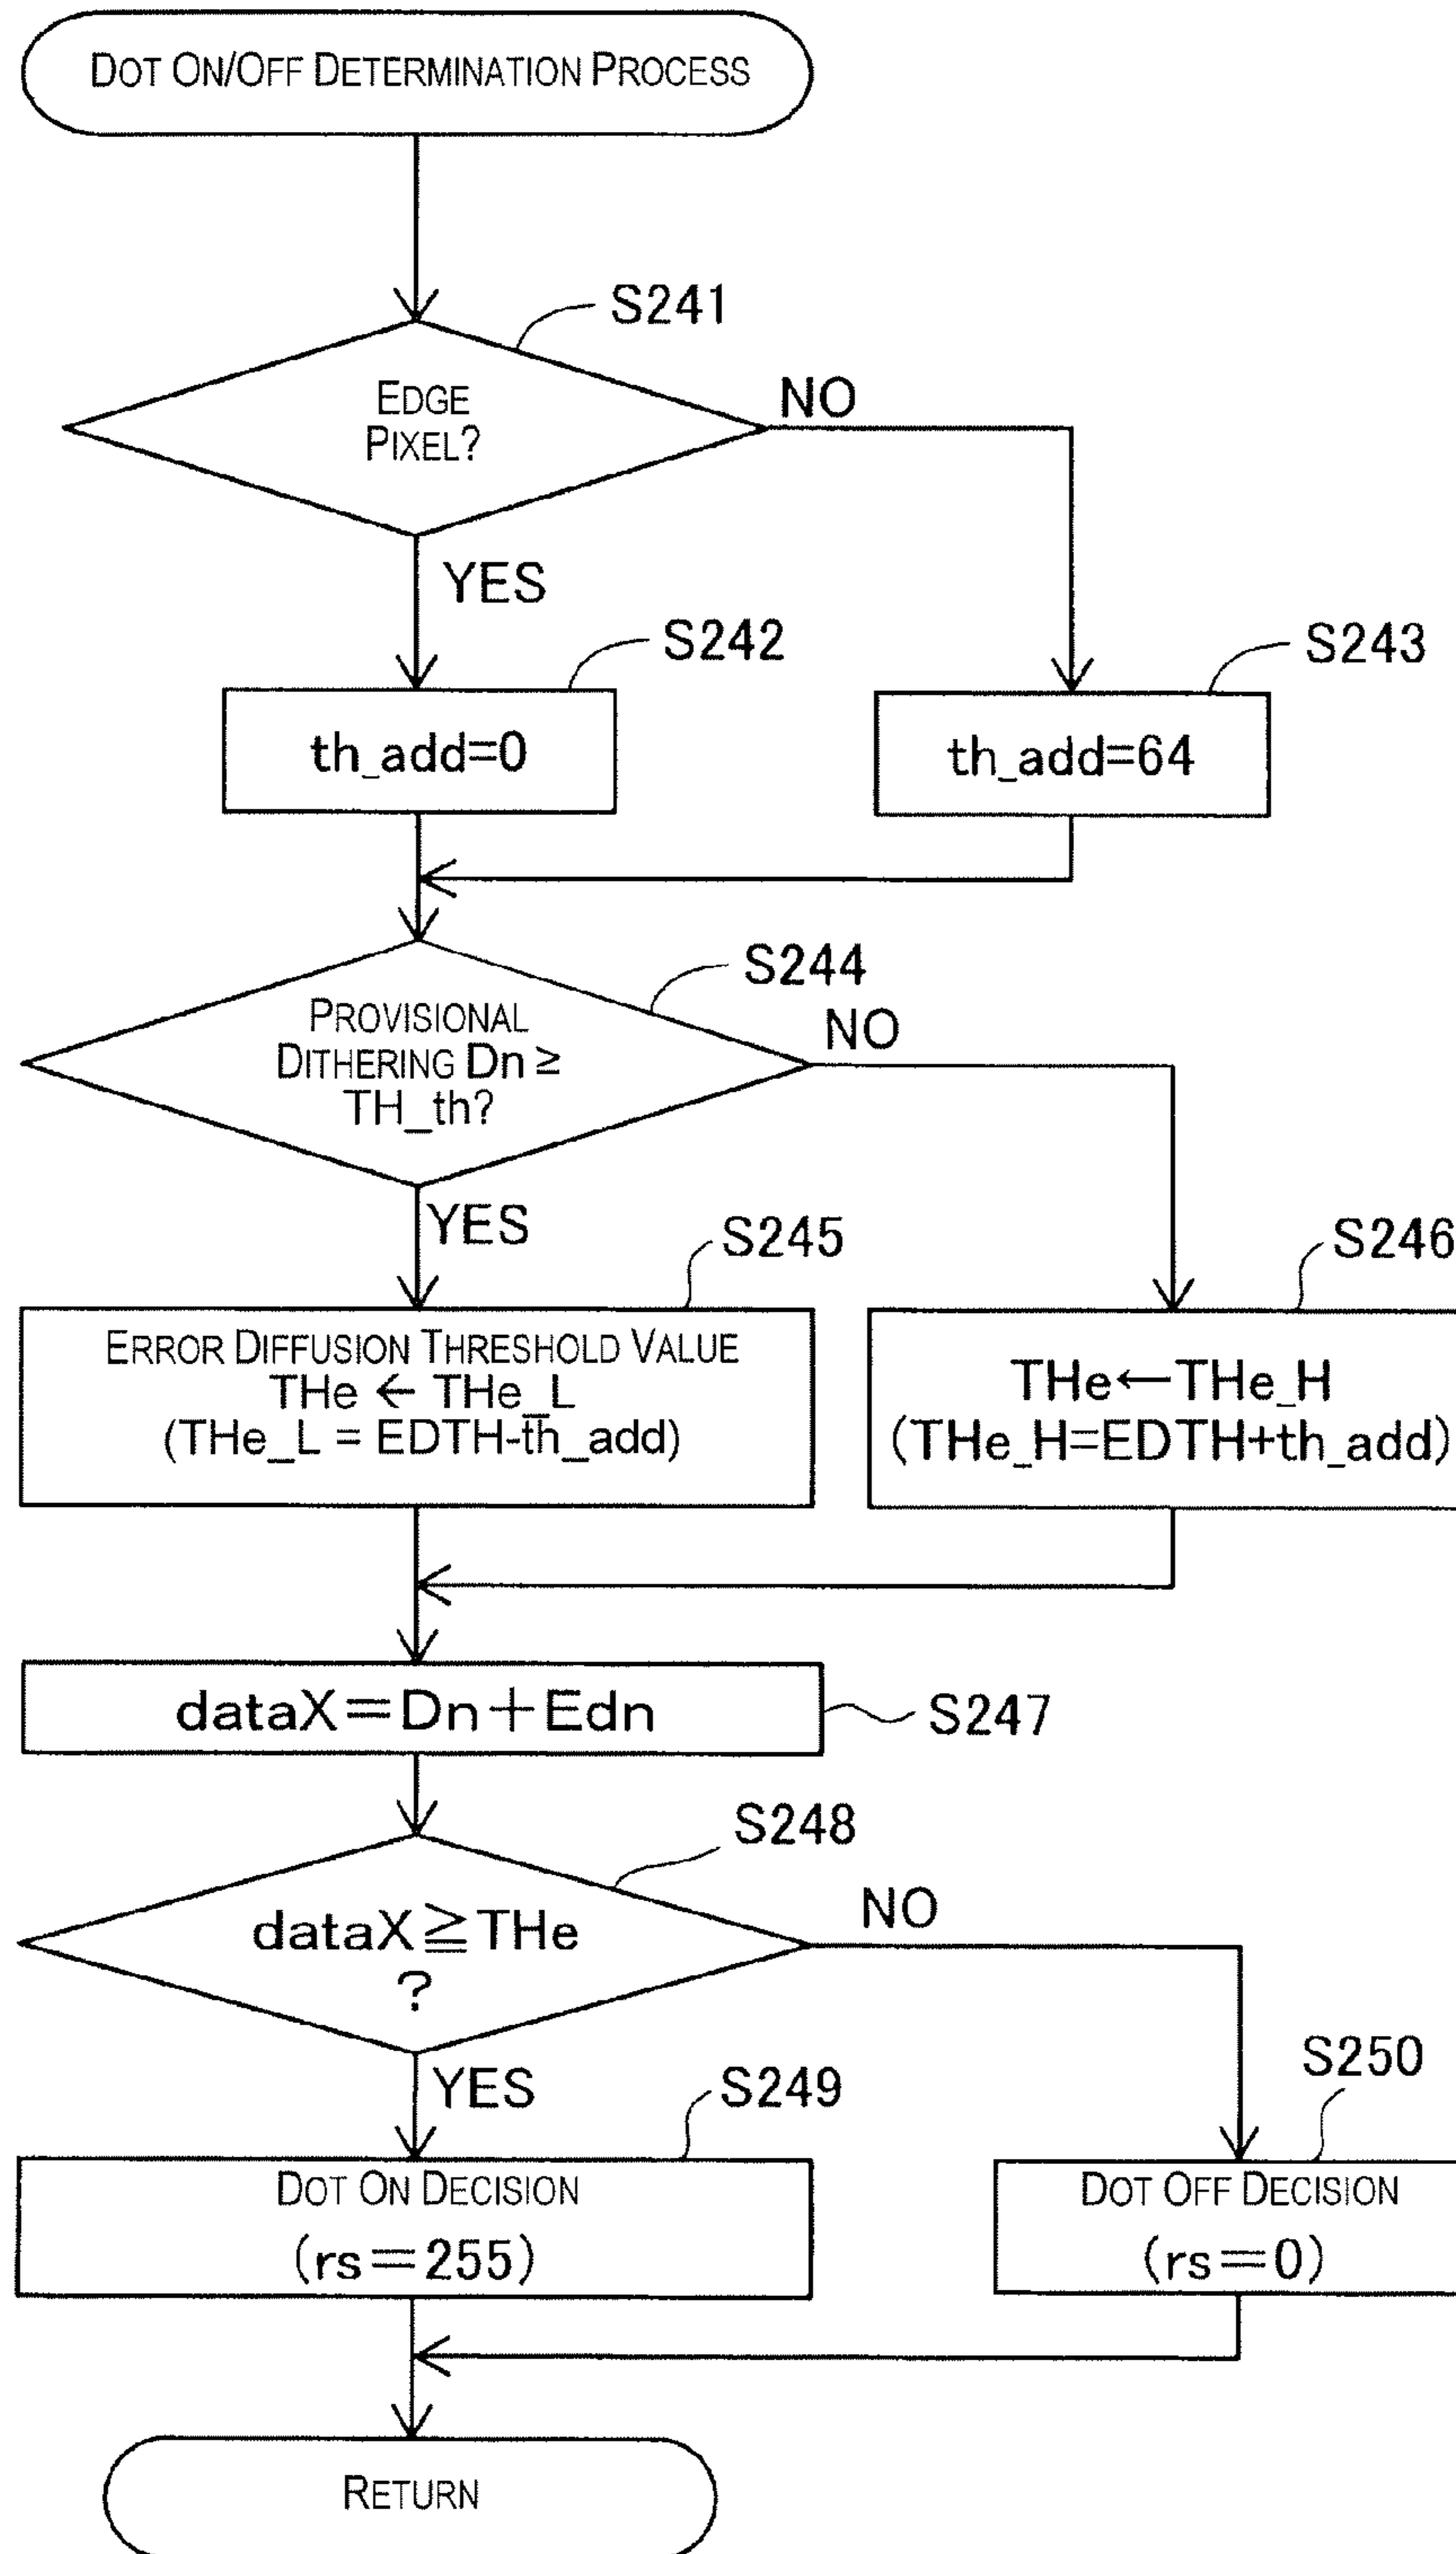 DOT ON/OFF DETERMINATION PROCESS
S241
EDGE
PIXEL?
NO
YES
S242
S243
th_add=0
th_add=64
S244
PROVISIONAL
DITHERING Dn ≥
TH_th?
NO
YES
S245
S246
ERROR DIFFUSION THRESHOLD VALUE
THe ← THe_L
(THe_L = EDTH-th_add)
THe←THe_H
(THe_H=EDTH+th_add)
dataX=Dn+Edn
S247
S248
dataX≧THe
?
NO
YES
S249
S250
DOT ON DECISION
(rs=255)
DOT OFF DECISION
(rs=0)
RETURN